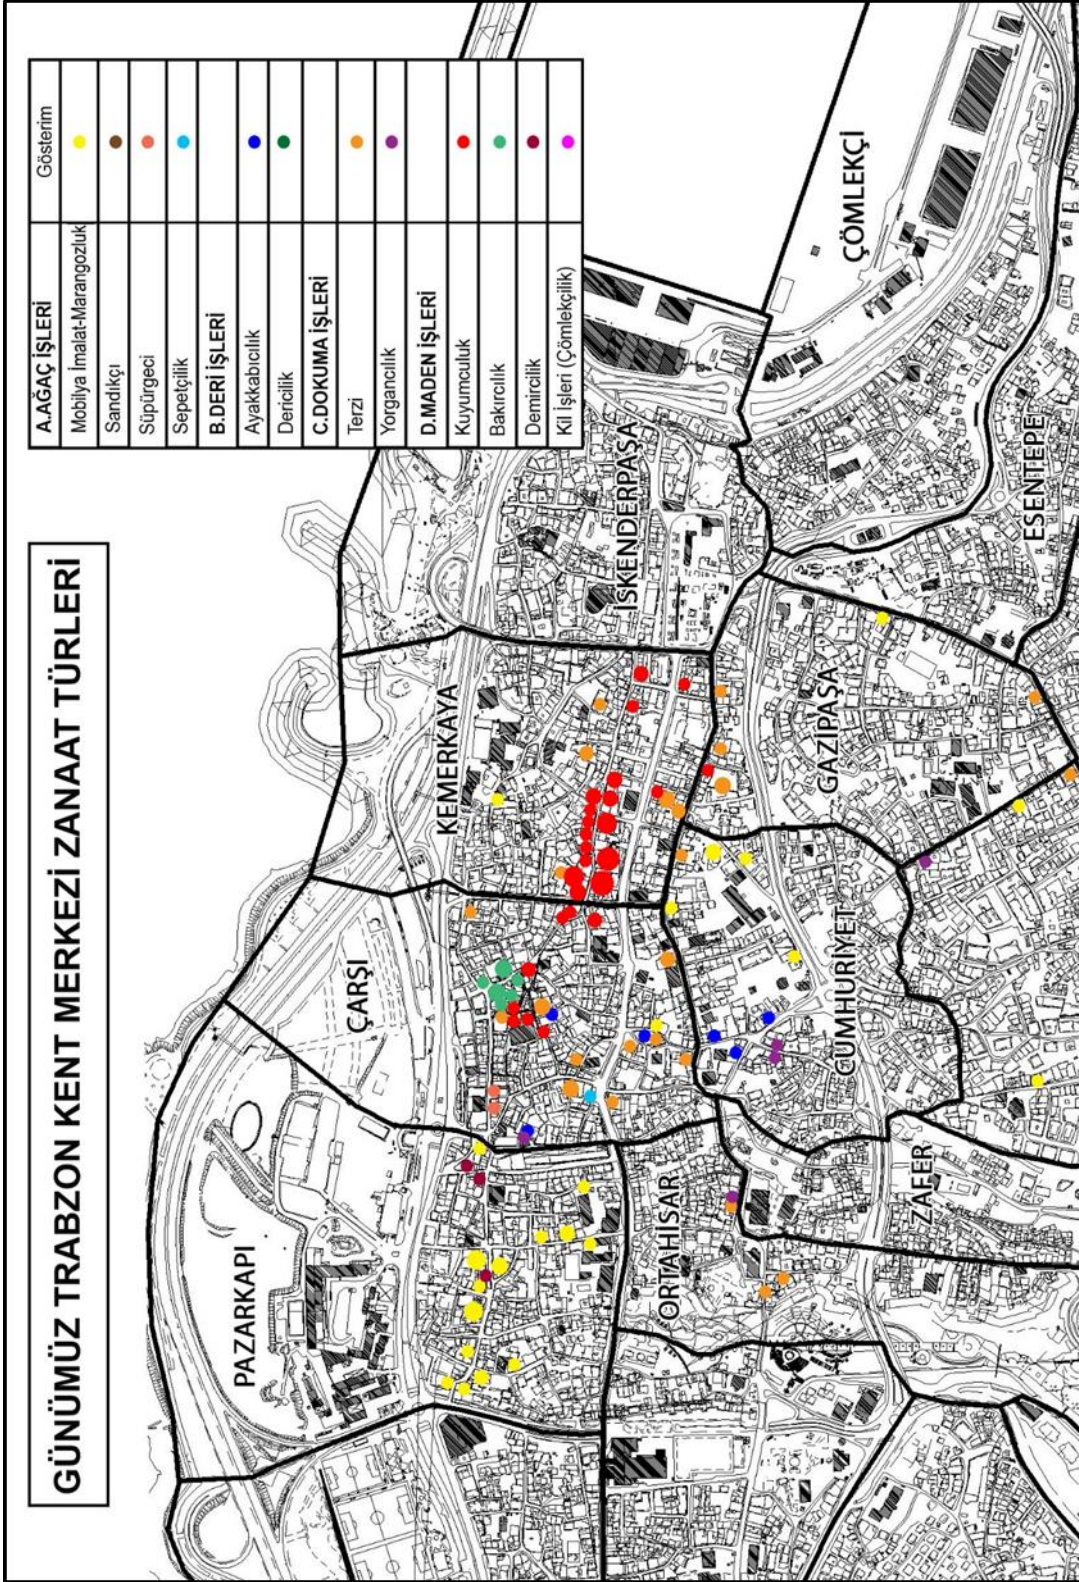 GÜNÜMÜZ TRABZON KENT MERKEZİ ZANAAT TÜRLERİ
A.AĞAÇ İŞLERİ Gösterim
Mobilya İmalat-Marangozluk
Sandıkçı
Süpürgeci
Sepetçilik
B.DERİ İŞLERİ
Ayakkabıcılık
Dericilik
C.DOKUMA İŞLERİ
Terzi
Yorgancılık
D.MADEN İŞLERİ
Kuyumculuk
Bakırcılık
Demircilik
Kil İşleri (Çömlekçilik)
PAZARKAPI
ÇARŞI
KEMERKAYA
İSKENDERPAŞA
ÇÖMLEKÇİ
ORTAHİSAR
CUMHURİYET
GAZİPAŞA
ZAFER
ESENTEPE